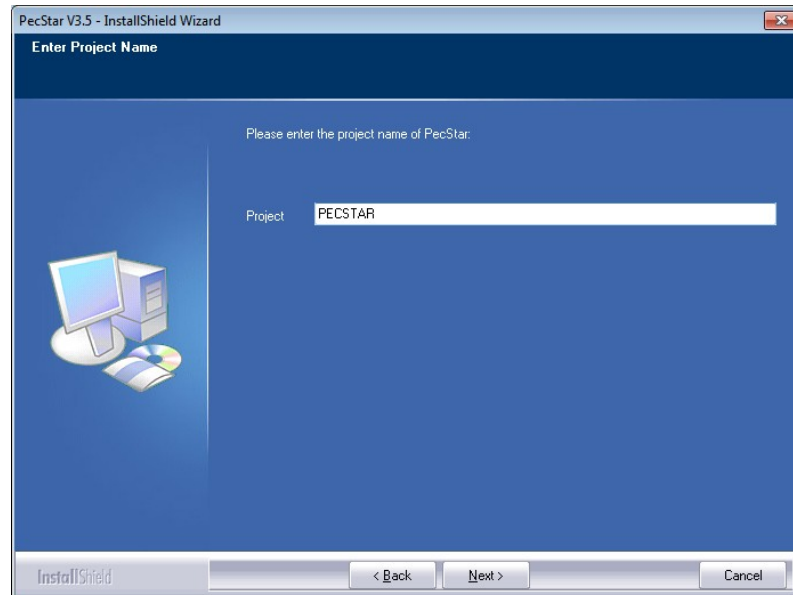 PecStar V3.5 - InstallShield Wizard
Enter Project Name
Please enter the project name of PecStar:
Project PECSTAR
InstallShield
< Back Next > Cancel